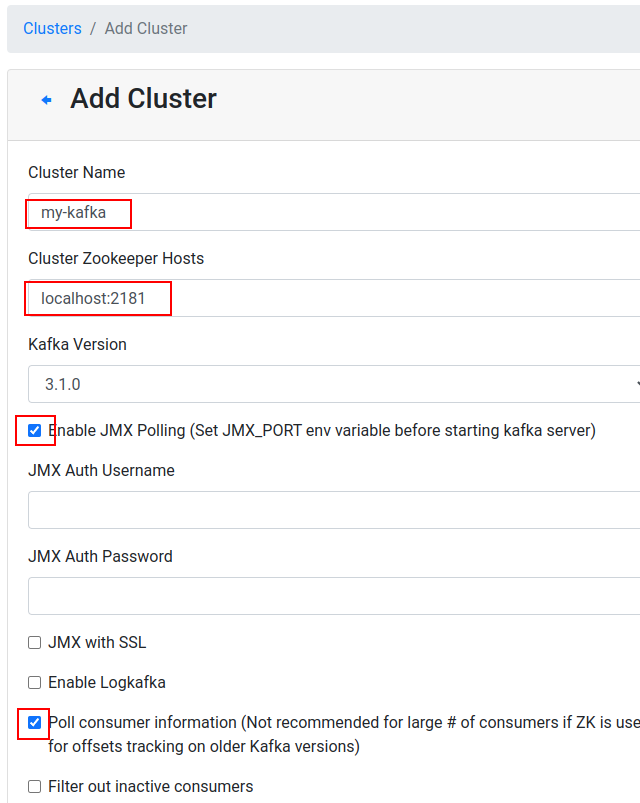 Clusters / Add Cluster
Add Cluster
Cluster Name
my-kafka
Cluster Zookeeper Hosts
localhost:2181
Kafka Version
3.1.0
Enable JMX Polling (Set JMX_PORT env variable before starting kafka server)
JMX Auth Username
JMX Auth Password
JMX with SSL
Enable Logkafka
Poll consumer information (Not recommended for large # of consumers if ZK is use
for offsets tracking on older Kafka versions)
Filter out inactive consumers